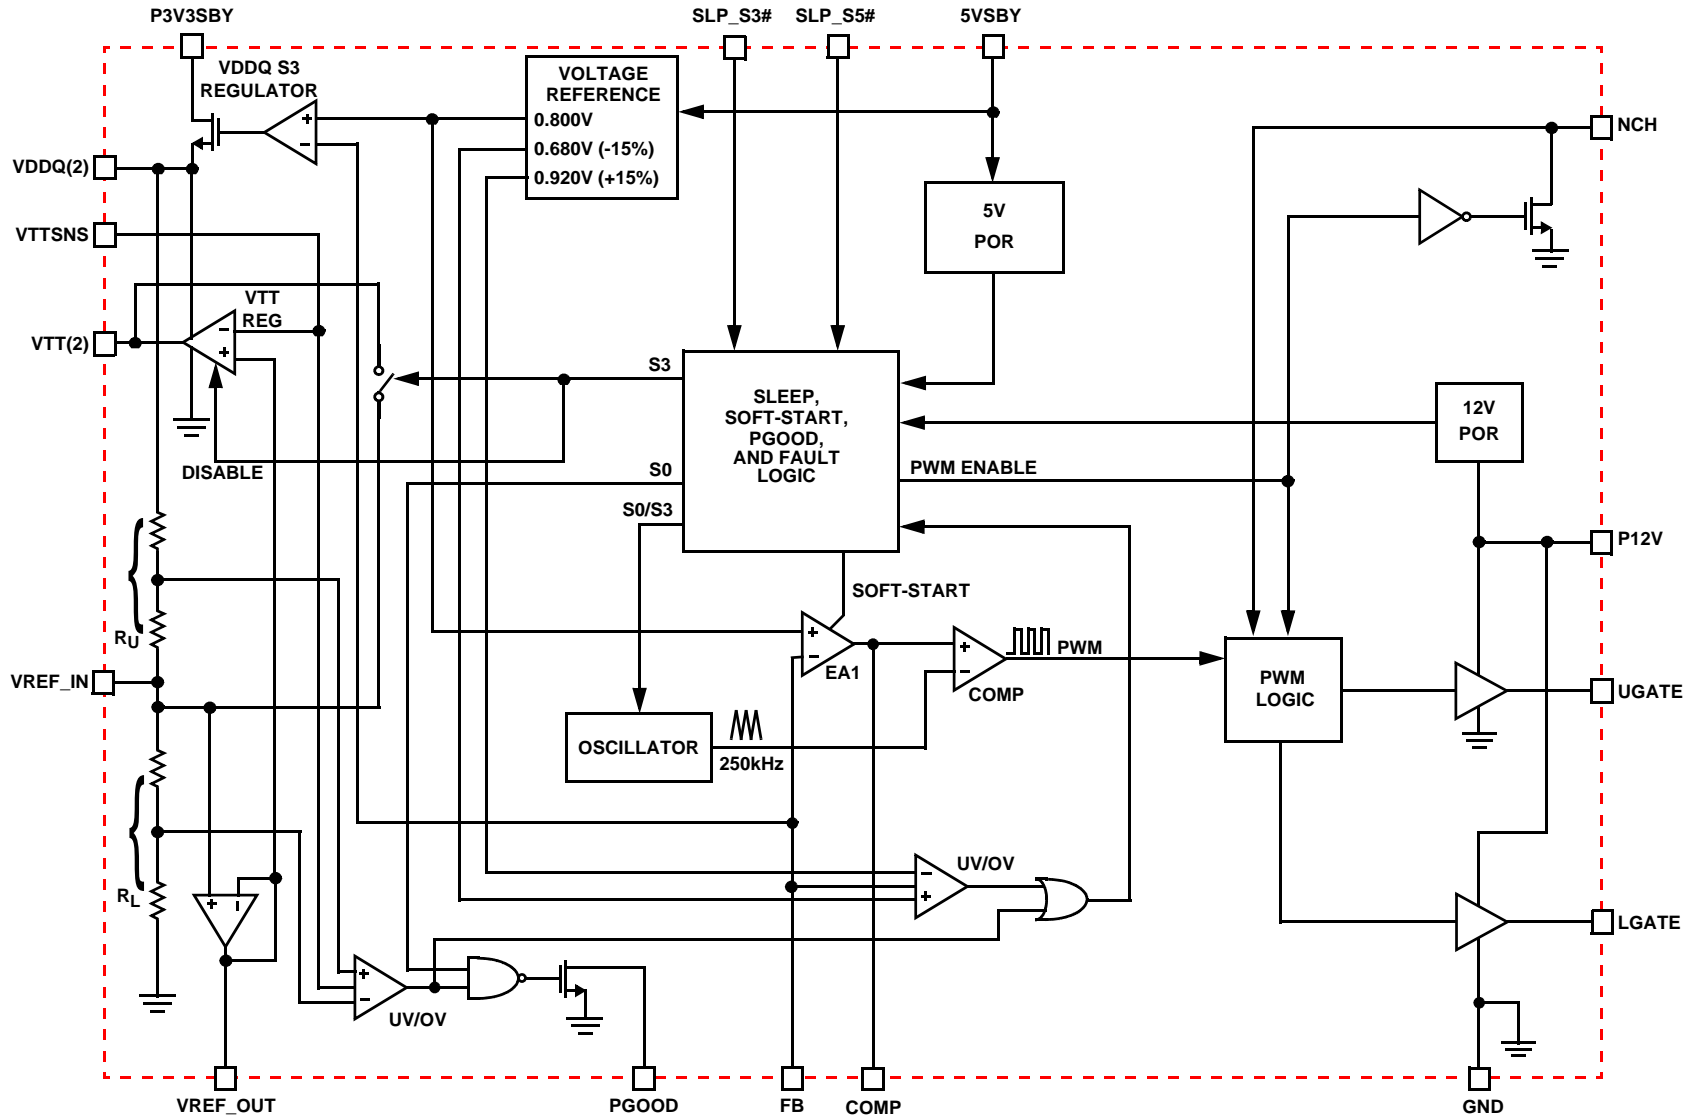 P3V3SBY
SLP_S3#
SLP_S5#
5VSBY
VDDQ S3
REGULATOR
+
−
VOLTAGE
REFERENCE
0.800V
0.680V (-15%)
0.920V (+15%)
NCH
VDDQ(2)
5V
POR
VTTSNS
VTT
REG
−
+
VTT(2)
S3
SLEEP,
SOFT-START,
PGOOD,
AND FAULT
LOGIC
12V
POR
DISABLE
S0
PWM ENABLE
S0/S3
P12V
SOFT-START
RU
+
−
EA1
+
−
COMP
PWM
VREF_IN
PWM
LOGIC
UGATE
OSCILLATOR
250kHz
UV/OV
−
+
RL
+
−
LGATE
+
−
UV/OV
VREF_OUT
PGOOD
FB
COMP
GND